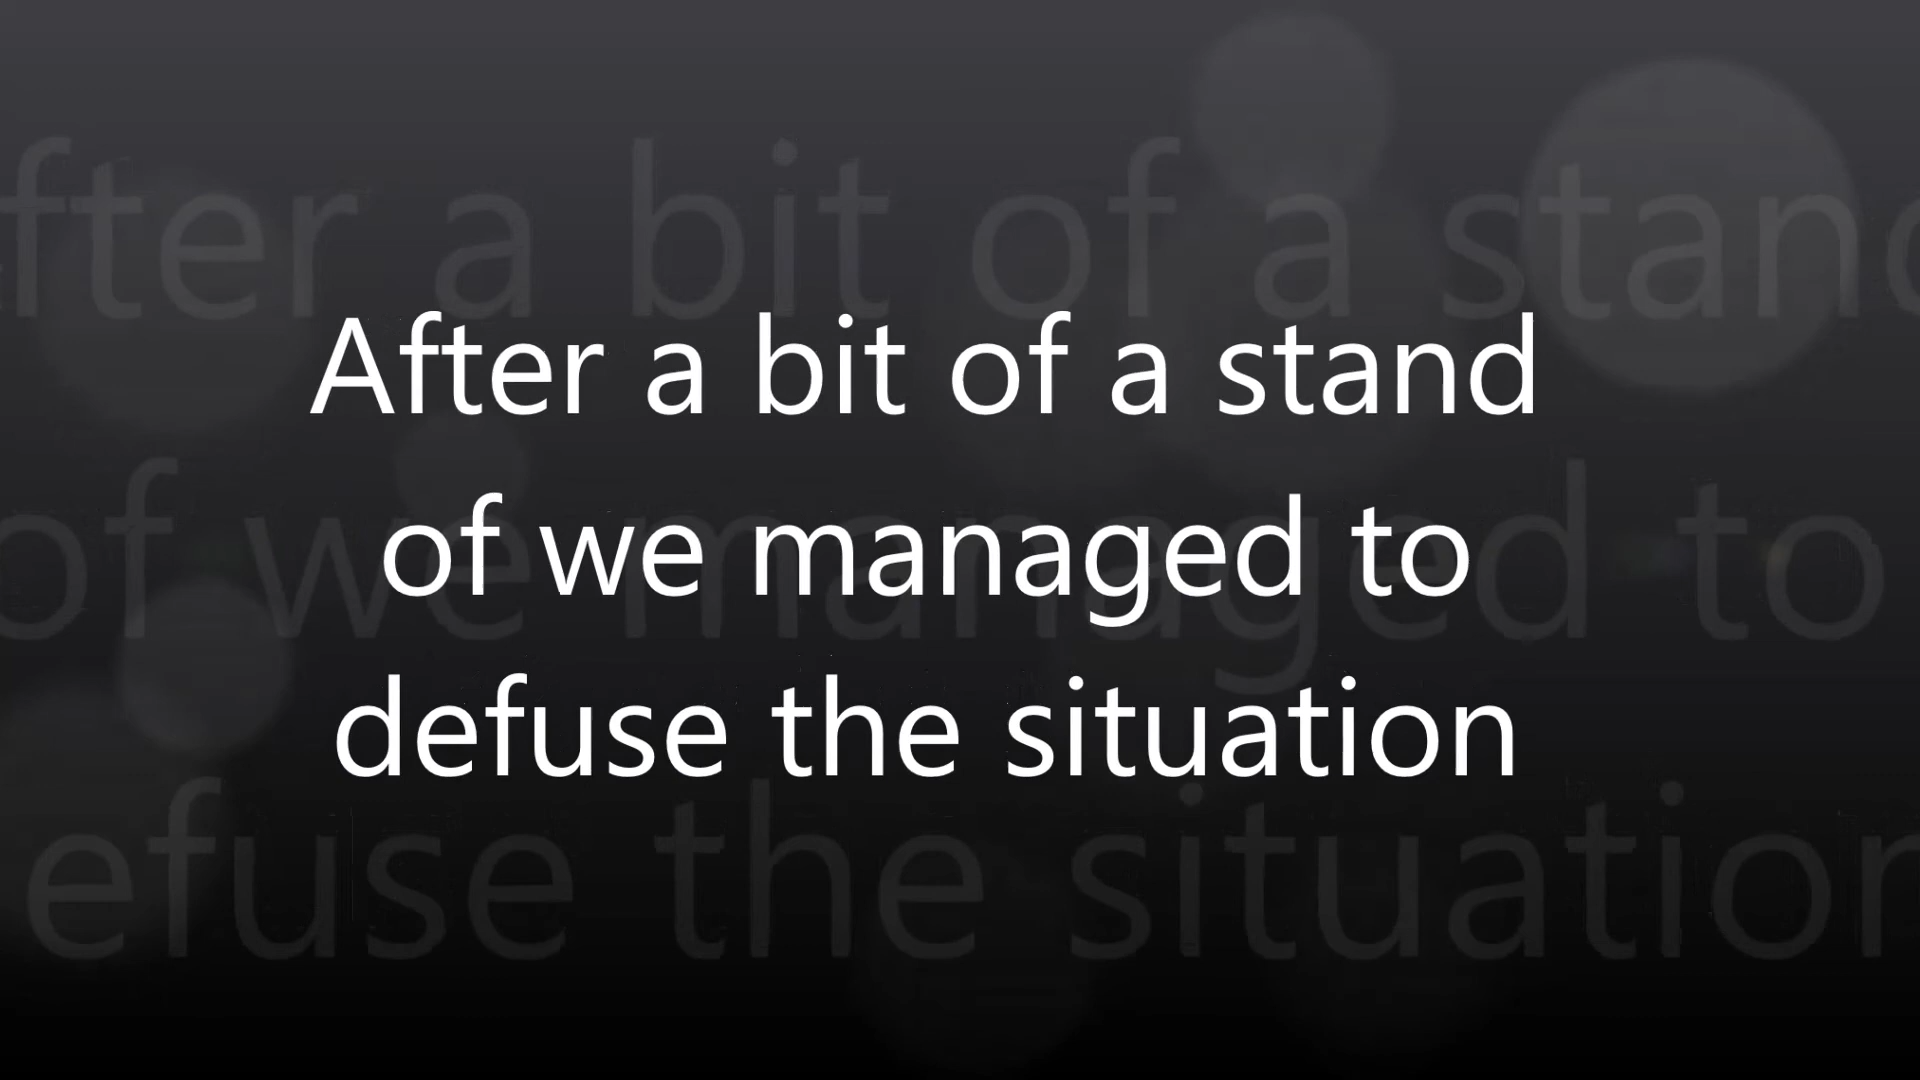 After a bit of a stand
of we managed to
defuse the situation